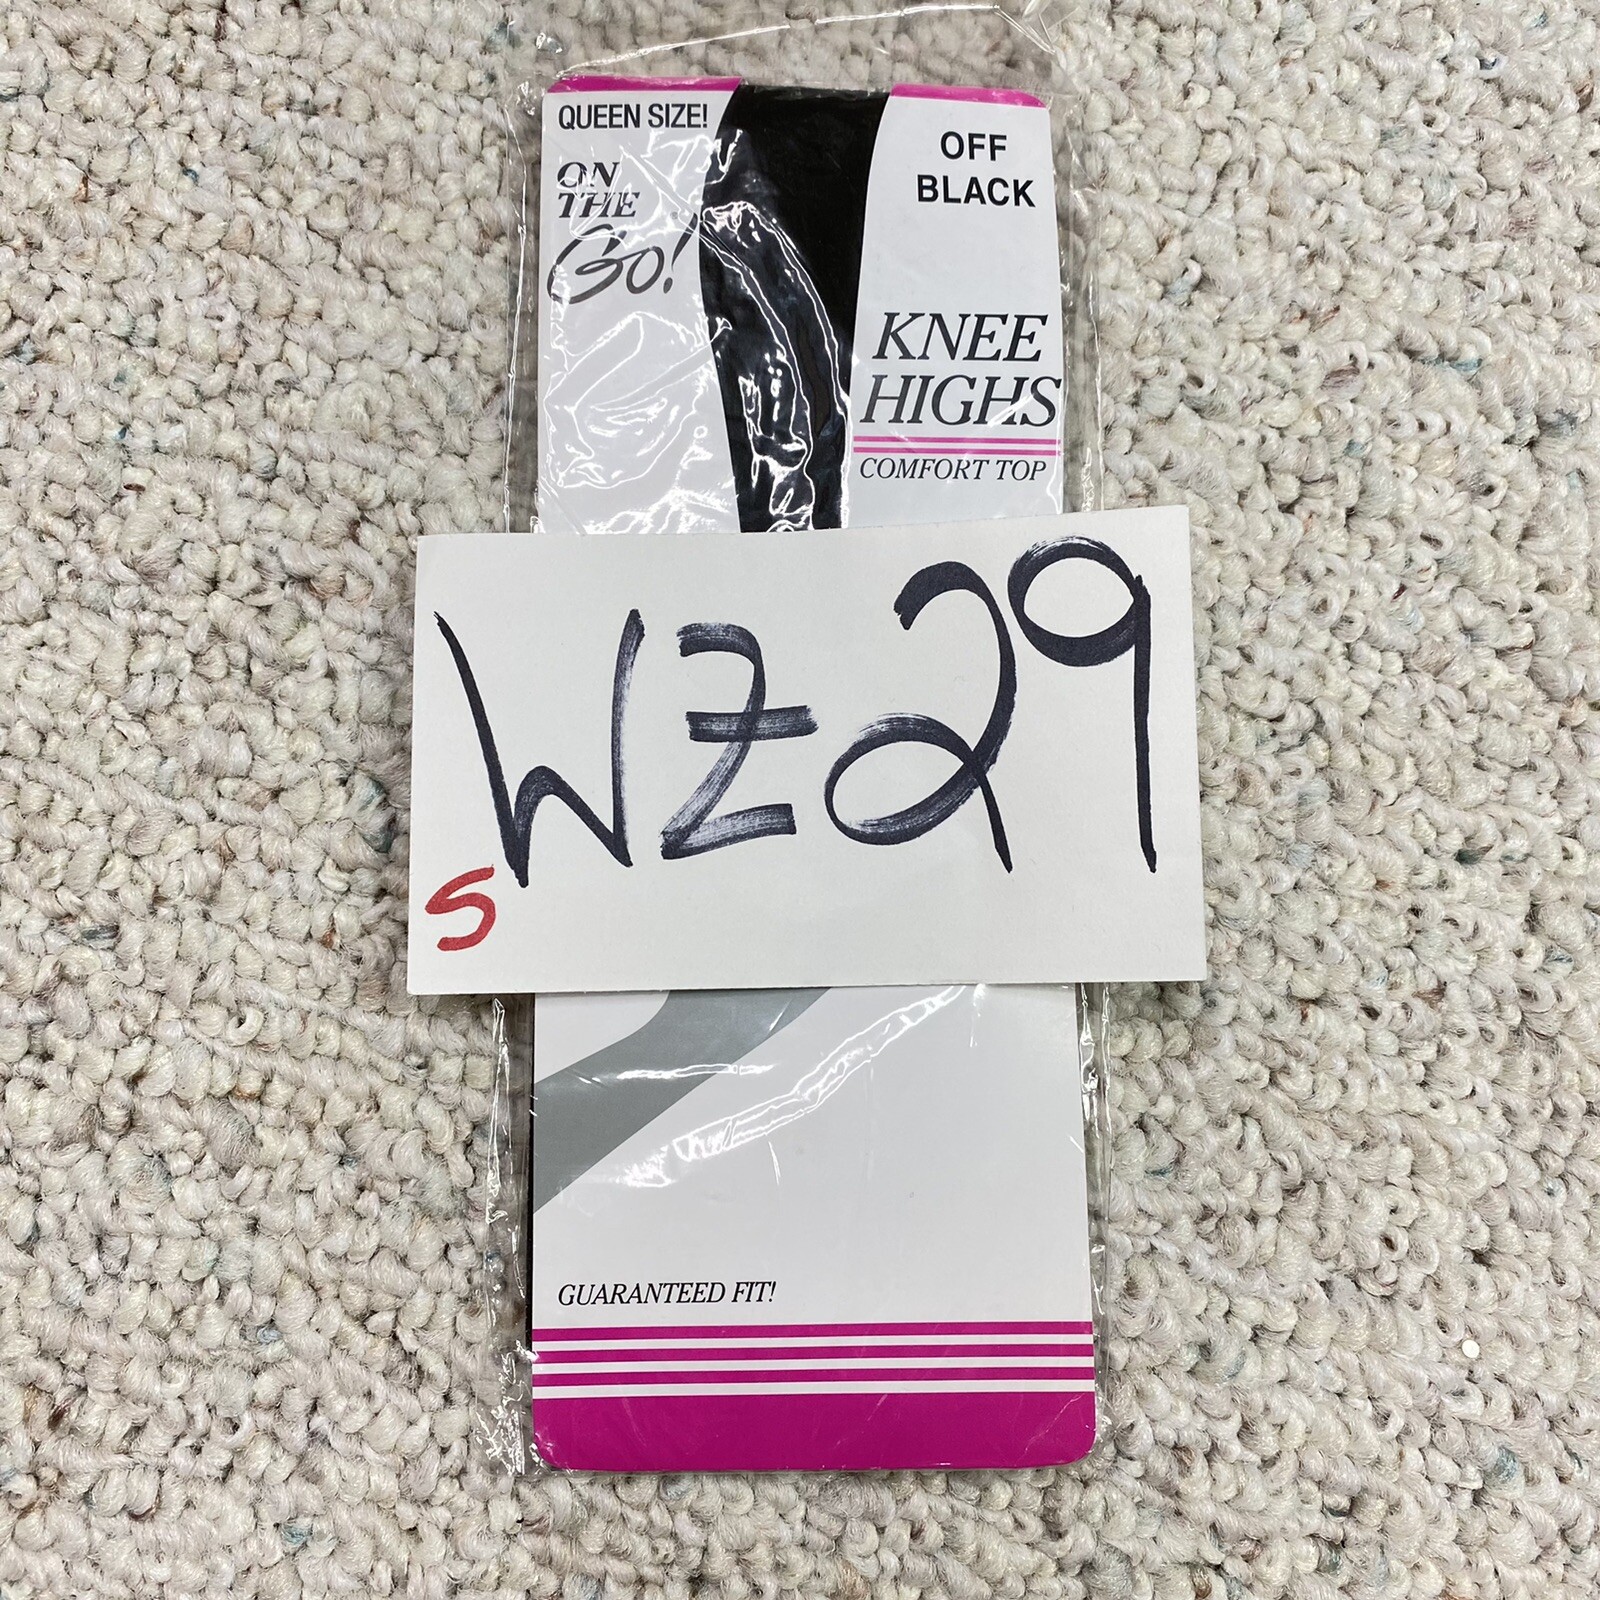 QUEEN SIZE!
ON
THE
Go!
OFF
BLACK
KNEE
HIGHS
COMFORT TOP
WZ29
S
GUARANTEED FIT!